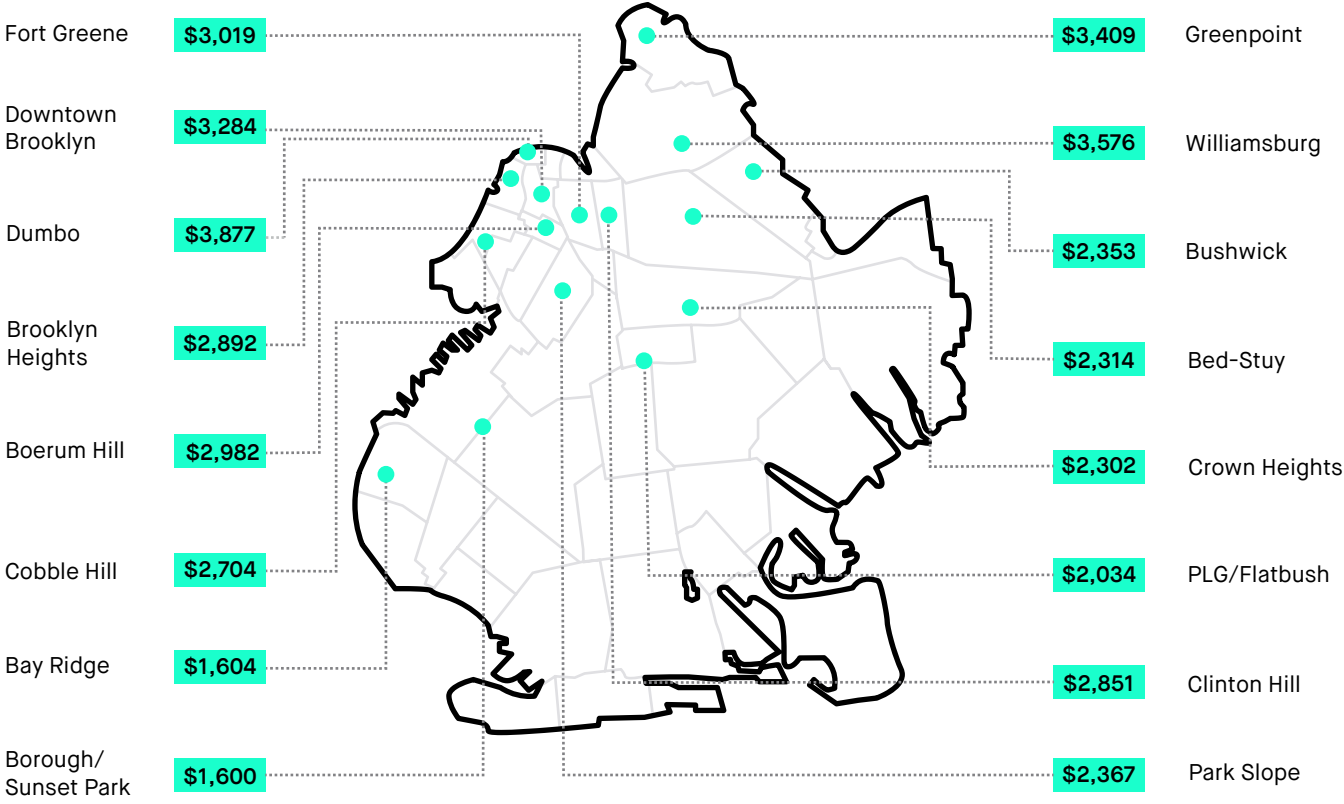 Fort Greene
$3,019
Downtown
Brooklyn
$3,284
Dumbo
$3,877
Brooklyn
Heights
$2,892
Boerum Hill
$2,982
Cobble Hill
$2,704
Bay Ridge
$1,604
Borough/
Sunset Park
$1,600
$3,409
Greenpoint
$3,576
Williamsburg
$2,353
Bushwick
$2,314
Bed-Stuy
$2,302
Crown Heights
$2,034
PLG/Flatbush
$2,851
Clinton Hill
$2,367
Park Slope